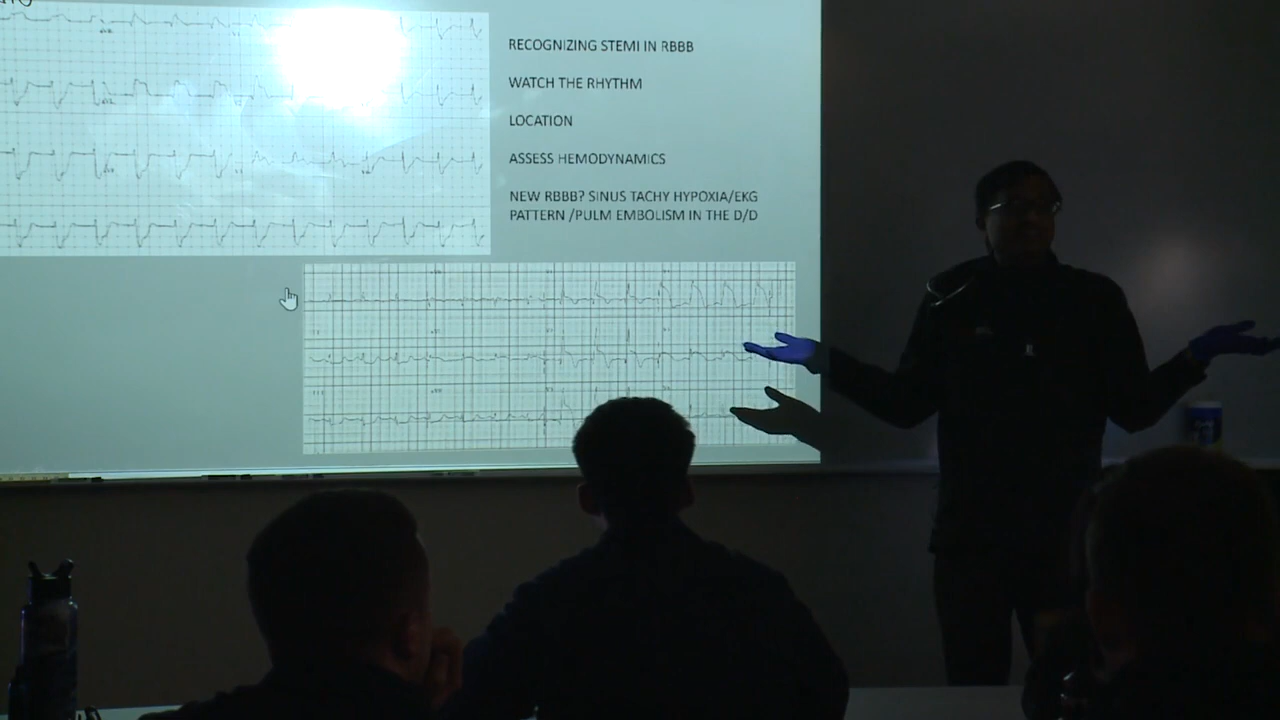 RECOGNIZING STEMI IN RBBB
WATCH THE RHYTHM
LOCATION
ASSESS HEMODYNAMICS
NEW RBBB? SINUS TACHY HYPOXIA/EKG
PATTERN /PULM EMBOLISM IN THE D/D